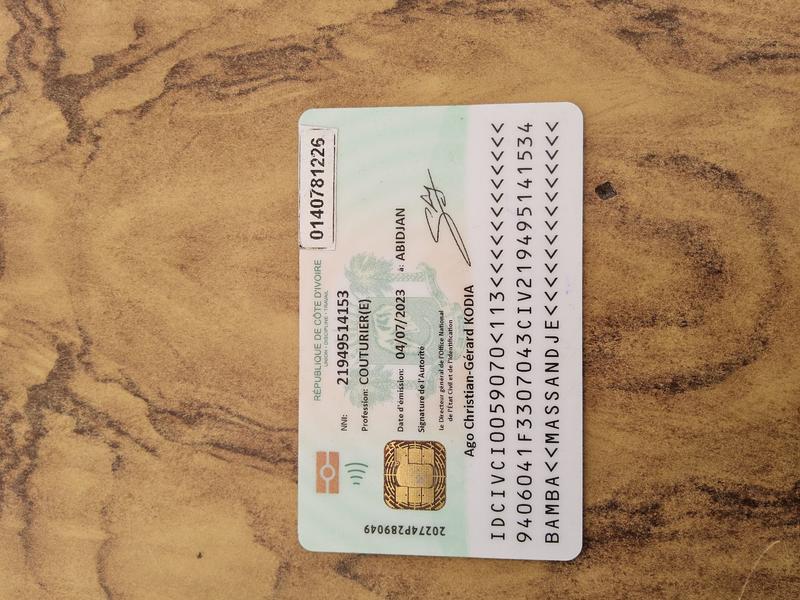 0140781226
RÉPUBLIQUE DE CÔTE D'IVOIRE
UNION - DISCIPLINE - TRAVAIL
NNI: 21949514153
Profession: COUTURIER(E)
Date d'émission: 04/07/2023 à: ABIDJAN
Signature de l'Autorité
le Directeur général de l'Office National
de l'État Civil et de l'Identification
Ago Christian-Gérard KODIA
20274P289049
IDCIVCI0059070<113<<<<<<<<<<<<
9406041F3307043CIV219495141534
BAMBA<<MASSANDJE<<<<<<<<<<<<<<